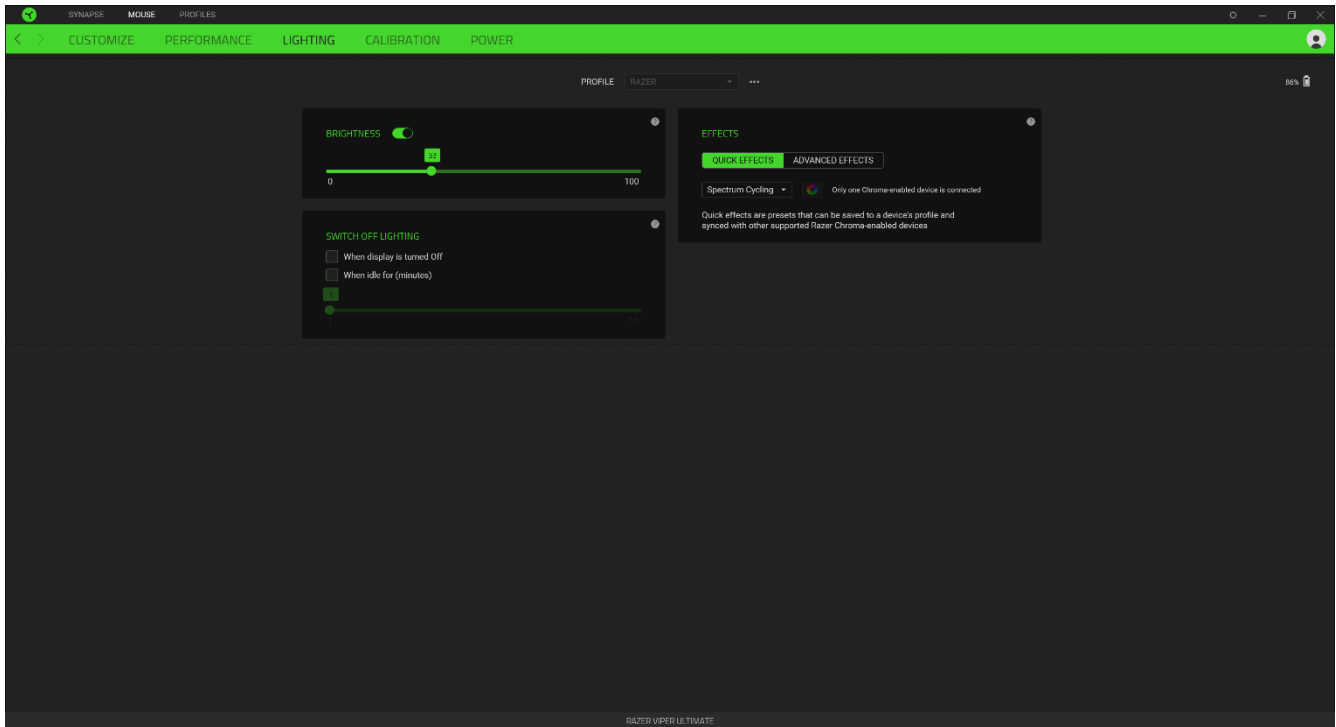 SYNAPSE MOUSE PROFILES
CUSTOMIZE PERFORMANCE LIGHTING CALIBRATION POWER
PROFILE RAZER
86%
BRIGHTNESS
33
0 100
SWITCH OFF LIGHTING
When display is turned Off
When idle for (minutes)
1
1 15
EFFECTS
QUICK EFFECTS ADVANCED EFFECTS
Spectrum Cycling Only one Chroma-enabled device is connected
Quick effects are presets that can be saved to a device's profile and
synced with other supported Razer Chroma-enabled devices
RAZER VIPER ULTIMATE